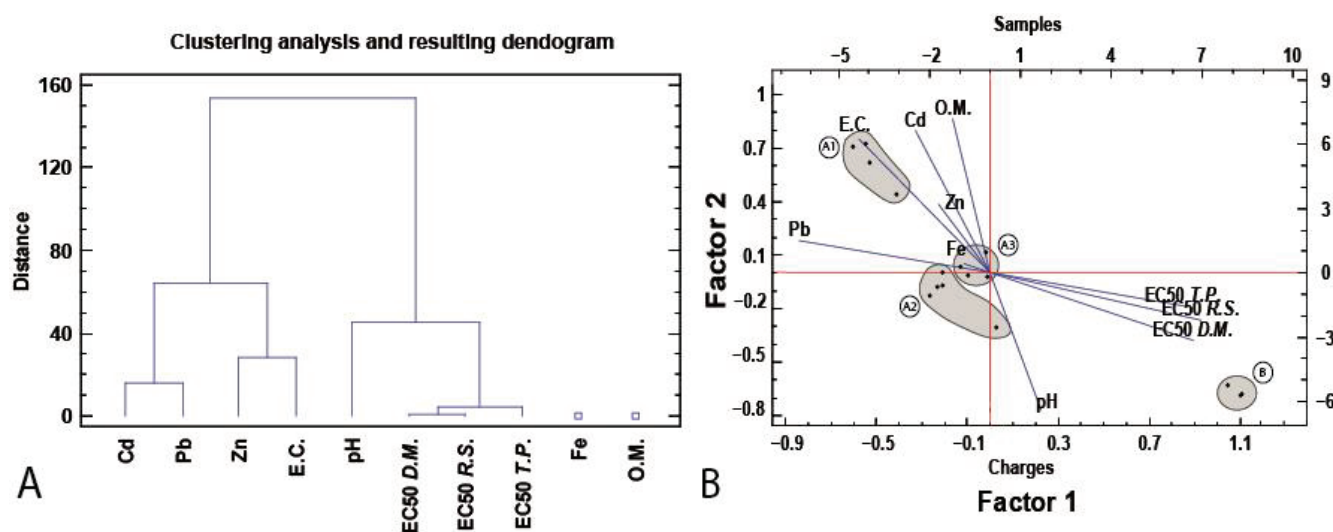 Clustering analysis and resulting dendogram
160
120
80
40
0
Distance
Cd
Pb
Zn
E.C.
pH
EC50 D.M.
EC50 R.S.
EC50 T.P.
Fe
O.M.
A
Samples
−5 −2 1 4 7 10
1
0.7
0.4
0.1
−0.2
−0.5
−0.8
Factor 2
9
6
3
0
−3
−6
O.M.
Cd
E.C.
A1
Zn
Pb
Fe
A3
A2
EC50 T.P.
EC50 R.S.
EC50 D.M.
B
pH
−0.9 −0.5 −0.1 0.3 0.7 1.1
Charges
Factor 1
B